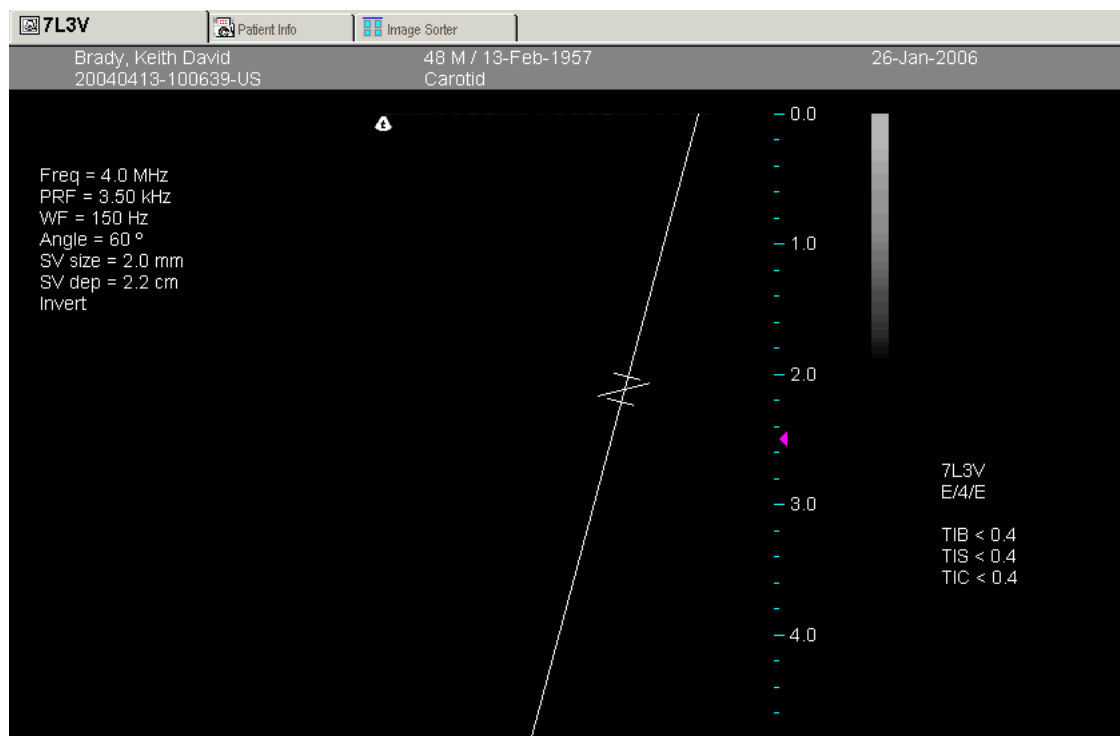 7L3V
Patient Info
Image Sorter
Brady, Keith David
48 M / 13-Feb-1957
26-Jan-2006
20040413-100639-US
Carotid
t
Freq = 4.0 MHz
PRF = 3.50 kHz
WF = 150 Hz
Angle = 60 º
SV size = 2.0 mm
SV dep = 2.2 cm
Invert
0.0
1.0
2.0
3.0
4.0
7L3V
E/4/E
TIB < 0.4
TIS < 0.4
TIC < 0.4